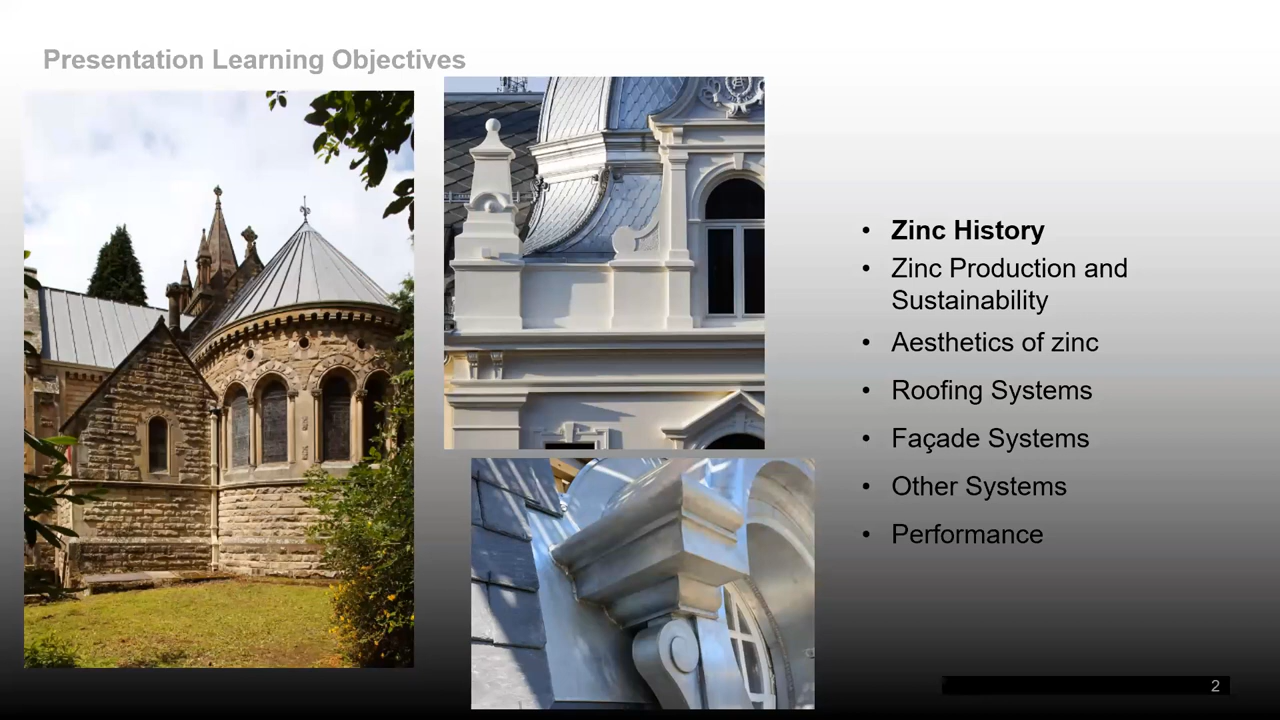 Presentation Learning Objectives
• Zinc History
• Zinc Production and
Sustainability
• Aesthetics of zinc
• Roofing Systems
• Façade Systems
• Other Systems
• Performance
2